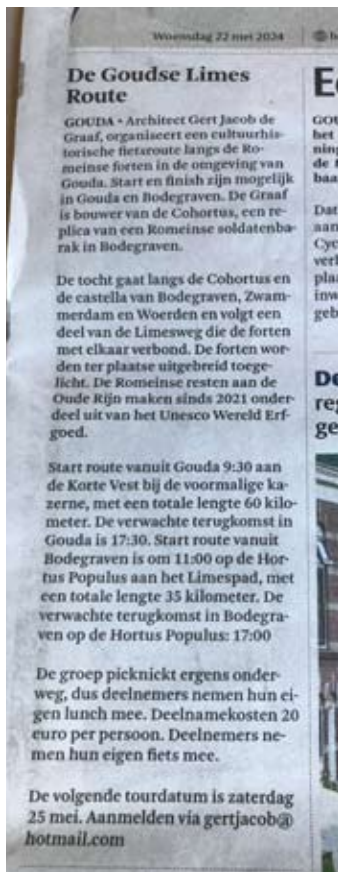 Woensdag 22 mei 2024
De Goudse Limes
Route
GOUDA - Architect Gert Jacob de
Graaf, organiseert een cultuurhis-
torische fietsroute langs de Ro-
meinse forten in de omgeving van
Gouda. Start en finish zijn mogelijk
in Gouda en Bodegraven. De Graaf
is bouwer van de Cohortus, een re-
plica van een Romeinse soldatenba-
rak in Bodegraven.
De tocht gaat langs de Cohortus en
de castella van Bodegraven, Zwam-
merdam en Woerden en volgt een
deel van de Limesweg die de forten
met elkaar verbond. De forten wor-
den ter plaatse uitgebreid toege-
licht. De Romeinse resten aan de
Oude Rijn maken sinds 2021 onder-
deel uit van het Unesco Wereld Erf-
goed.
Start route vanuit Gouda 9:30 aan
de Korte Vest bij de voormalige ka-
zerne, met een totale lengte 60 kilo-
meter. De verwachte terugkomst in
Gouda is 17:30. Start route vanuit
Bodegraven is om 11:00 op de Hor-
tus Populus aan het Limespad, met
een totale lengte 35 kilometer. De
verwachte terugkomst in Bodegra-
ven op de Hortus Populus: 17:00
De groep picknickt ergens onder-
weg, dus deelnemers nemen hun ei-
gen lunch mee. Deelnamekosten 20
euro per persoon. Deelnemers ne-
men hun eigen fiets mee.
De volgende tourdatum is zaterdag
25 mei. Aanmelden via gertjacob@
hotmail.com